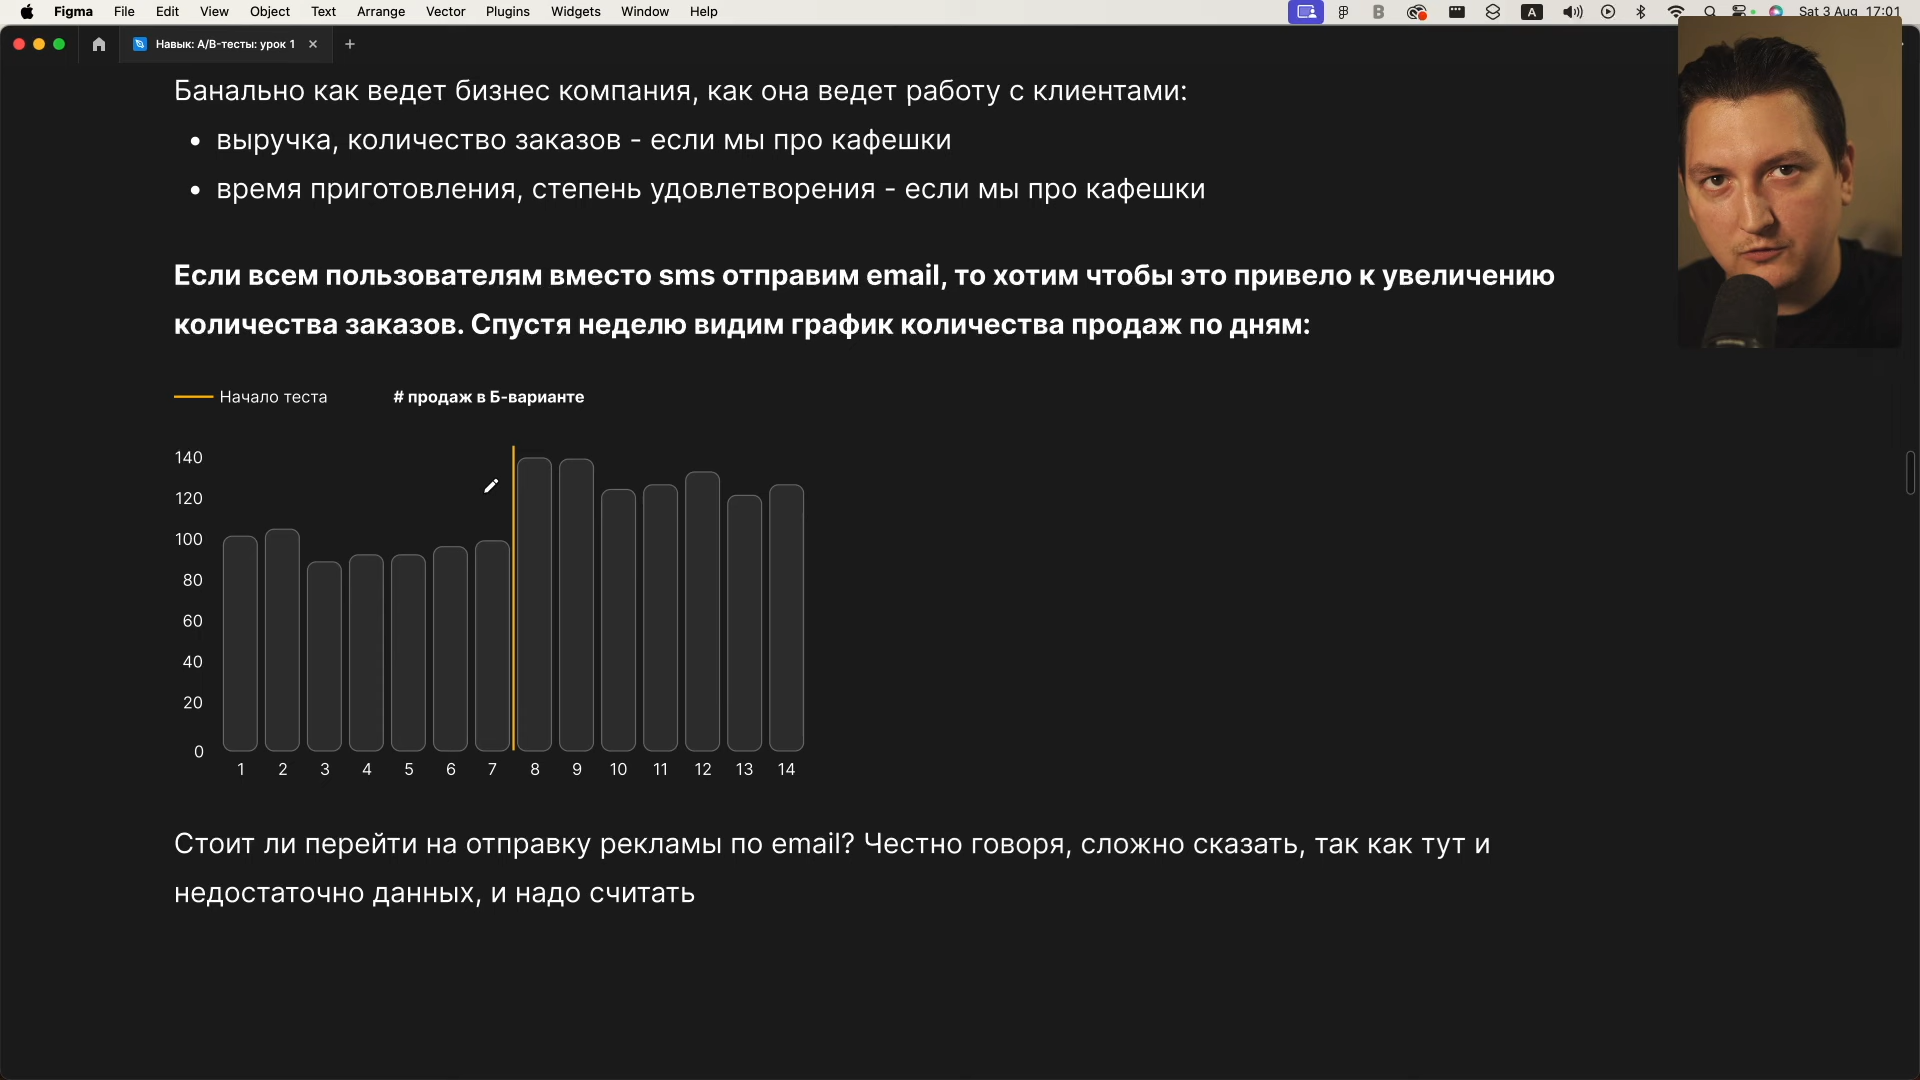 Figma File Edit View Object Text Arrange Vector Plugins Widgets Window Help A Sat 3 Aug 17:01
Навык: A/B-тесты: урок 1
Банально как ведет бизнес компания, как она ведет работу с клиентами:
• выручка, количество заказов - если мы про кафешки
• время приготовления, степень удовлетворения - если мы про кафешки
Если всем пользователям вместо sms отправим email, то хотим чтобы это привело к увеличению
количества заказов. Спустя неделю видим график количества продаж по дням:
Начало теста # продаж в Б-варианте
140
120
100
80
60
40
20
0
1 2 3 4 5 6 7 8 9 10 11 12 13 14
Стоит ли перейти на отправку рекламы по email? Честно говоря, сложно сказать, так как тут и
недостаточно данных, и надо считать